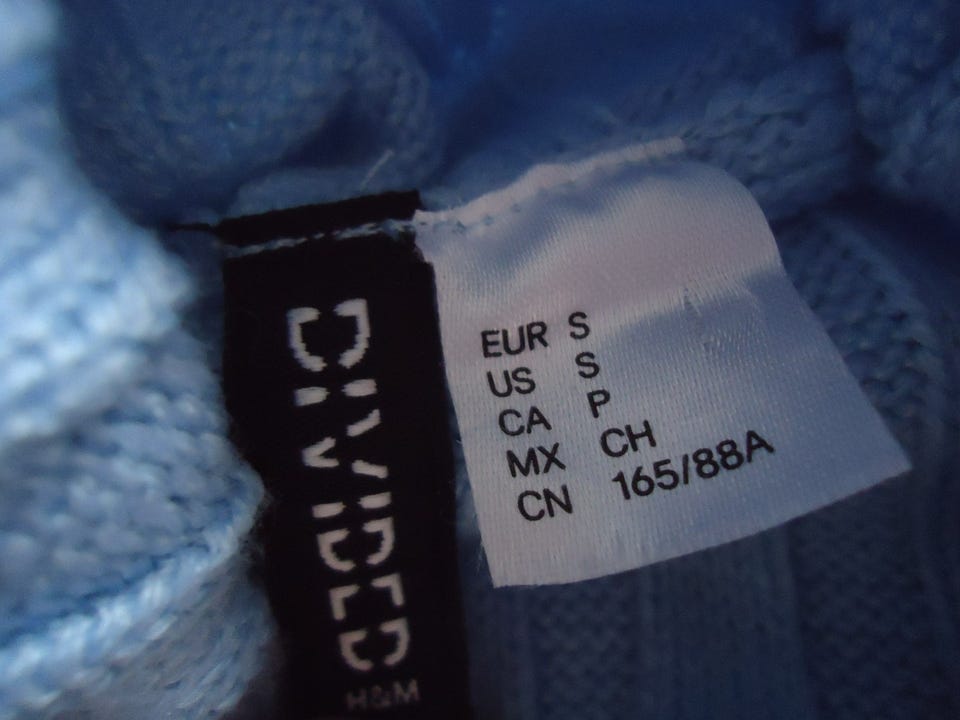 DIVIDED
H&M
EUR S
US S
CA P
MX CH
CN 165/88A